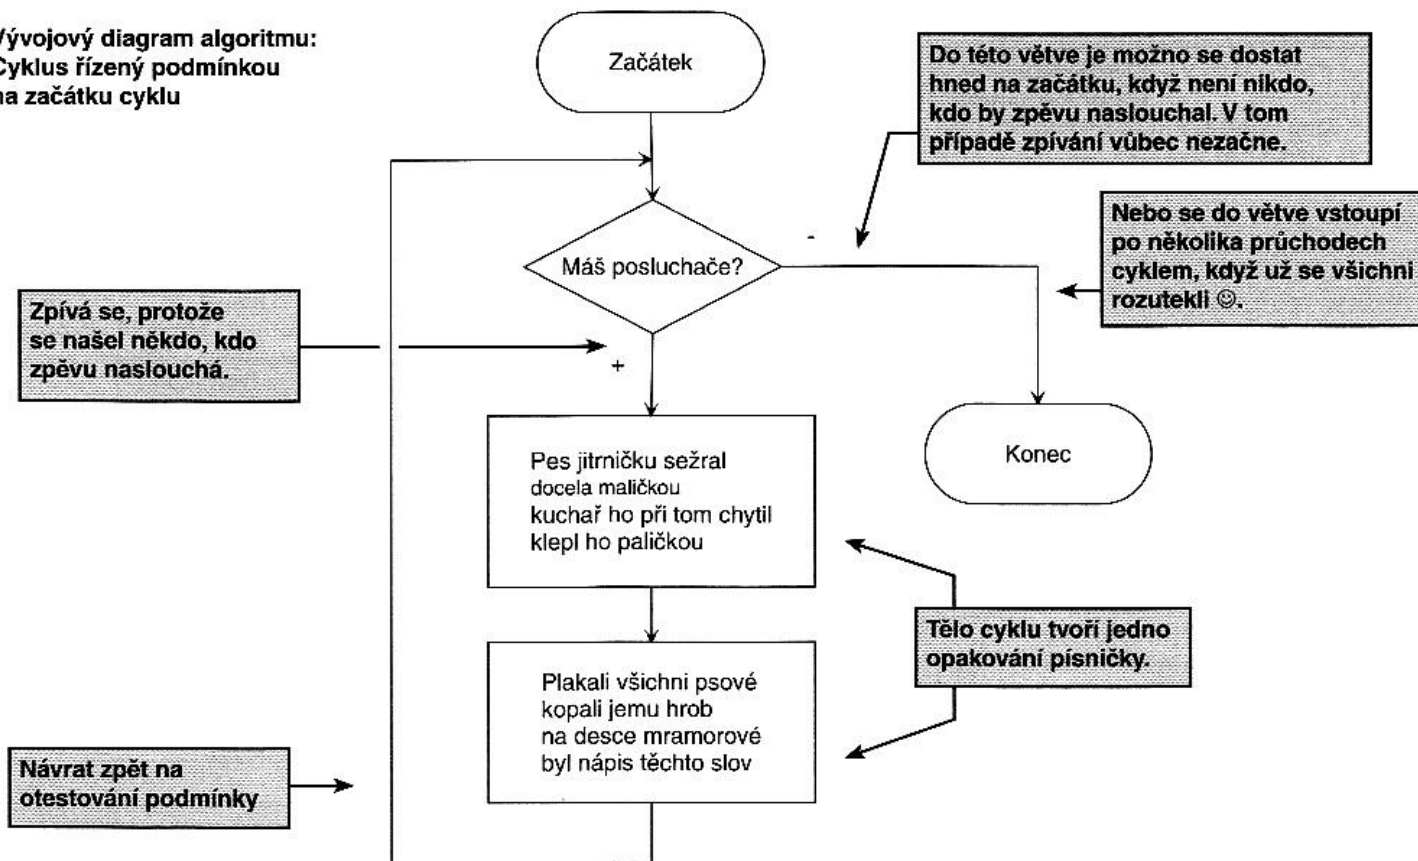 Vývojový diagram algoritmu:
Cyklus řízený podmínkou
na začátku cyklu
Začátek
Do této větve je možno se dostat
hned na začátku, když není nikdo,
kdo by zpěvu naslouchal. V tom
případě zpívání vůbec nezačne.
Máš posluchače?
-
Nebo se do větve vstoupí
po několika průchodech
cyklem, když už se všichni
rozutekli ☺.
Zpívá se, protože
se našel někdo, kdo
zpěvu naslouchá.
+
Konec
Pes jitrničku sežral
docela maličkou
kuchař ho při tom chytil
klepl ho paličkou
Tělo cyklu tvoří jedno
opakování písničky.
Plakali všichni psové
kopali jemu hrob
na desce mramorové
byl nápis těchto slov
Návrat zpět na
otestování podmínky